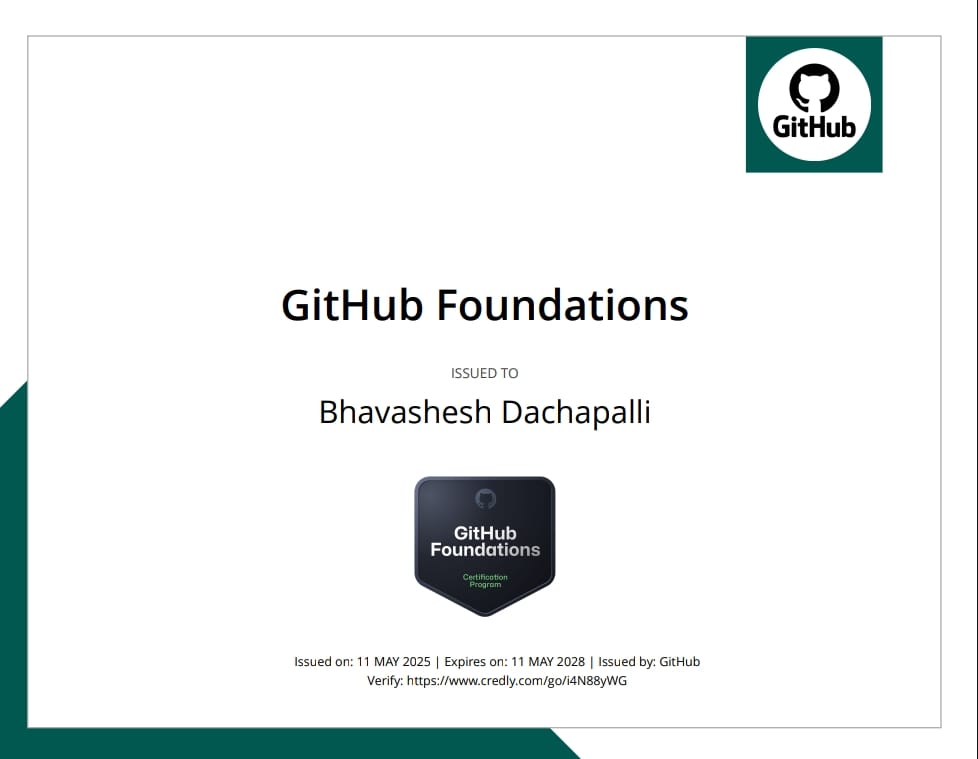 GitHub
GitHub Foundations
ISSUED TO
Bhavashesh Dachapalli
GitHub
Foundations
Certification
Program
Issued on: 11 MAY 2025 | Expires on: 11 MAY 2028 | Issued by: GitHub
Verify: https://www.credly.com/go/i4N88yWG